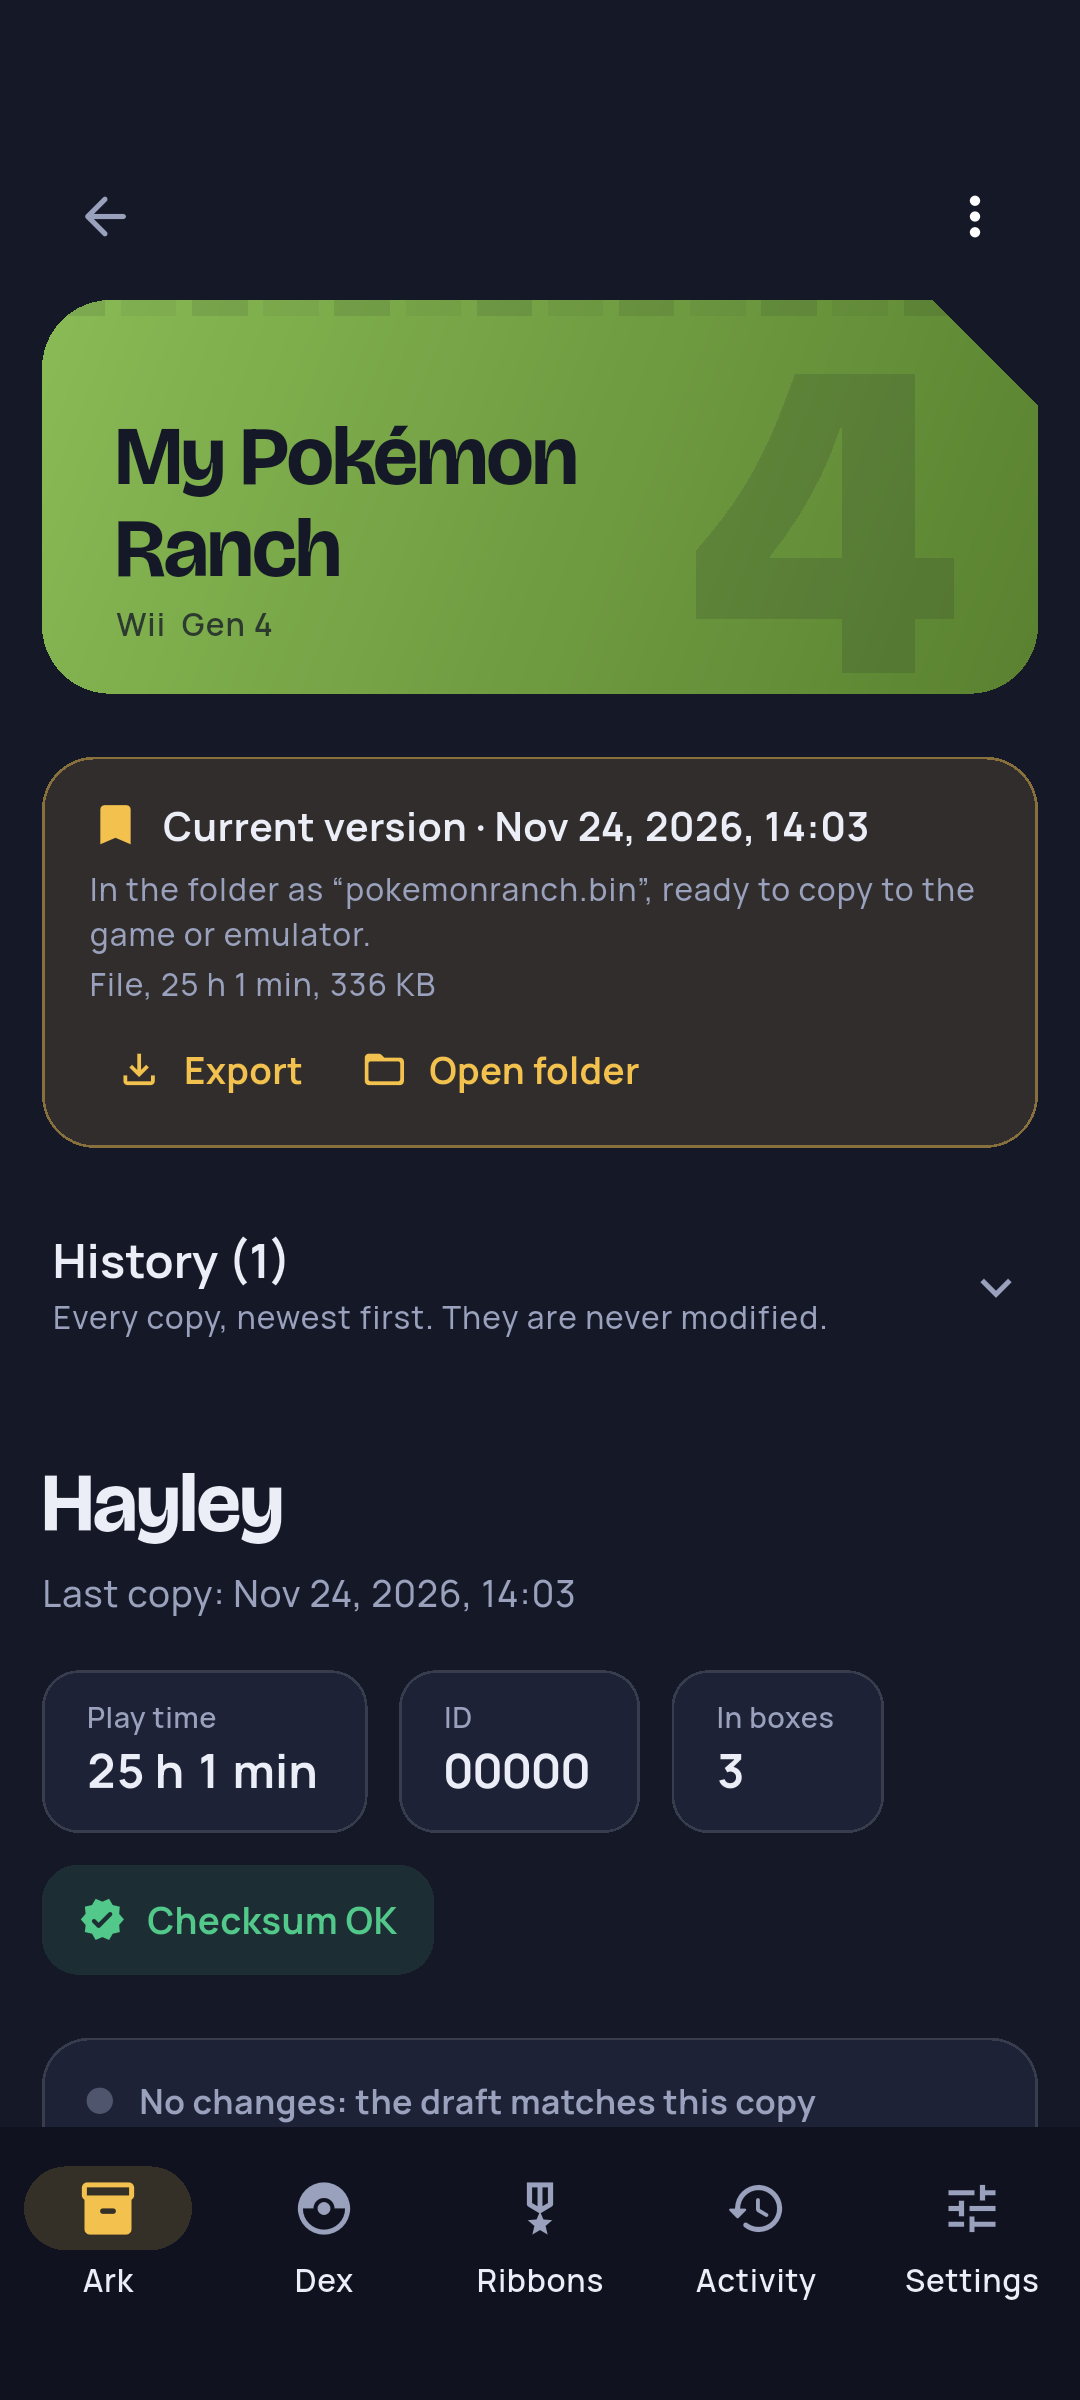 My Pokémon
Ranch
Wii Gen 4
4
Current version · Nov 24, 2026, 14:03
In the folder as “pokemonranch.bin”, ready to copy to the
game or emulator.
File, 25 h 1 min, 336 KB
Export Open folder
History (1)
Every copy, newest first. They are never modified.
Hayley
Last copy: Nov 24, 2026, 14:03
Play time ID In boxes
25 h 1 min 00000 3
Checksum OK
No changes: the draft matches this copy
Ark Dex Ribbons Activity Settings